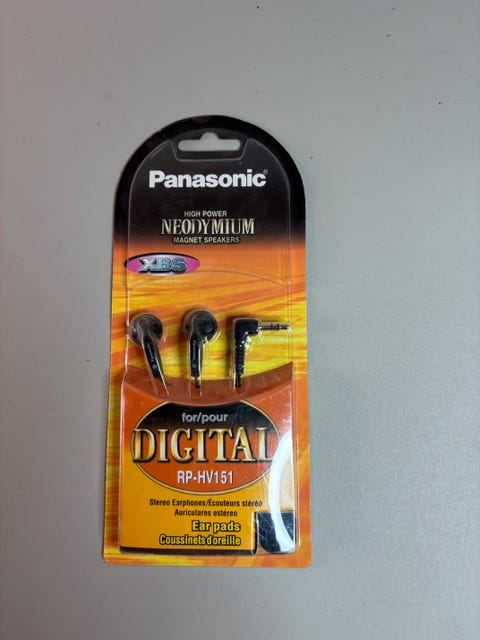 Panasonic
HIGH POWER
NEODYMIUM
MAGNET SPEAKERS
XBS
for/pour
DIGITAL
RP-HV151
Stereo Earphones/Écouteurs stéréo
Auriculares estéreo
Ear pads
Coussinets d'oreille